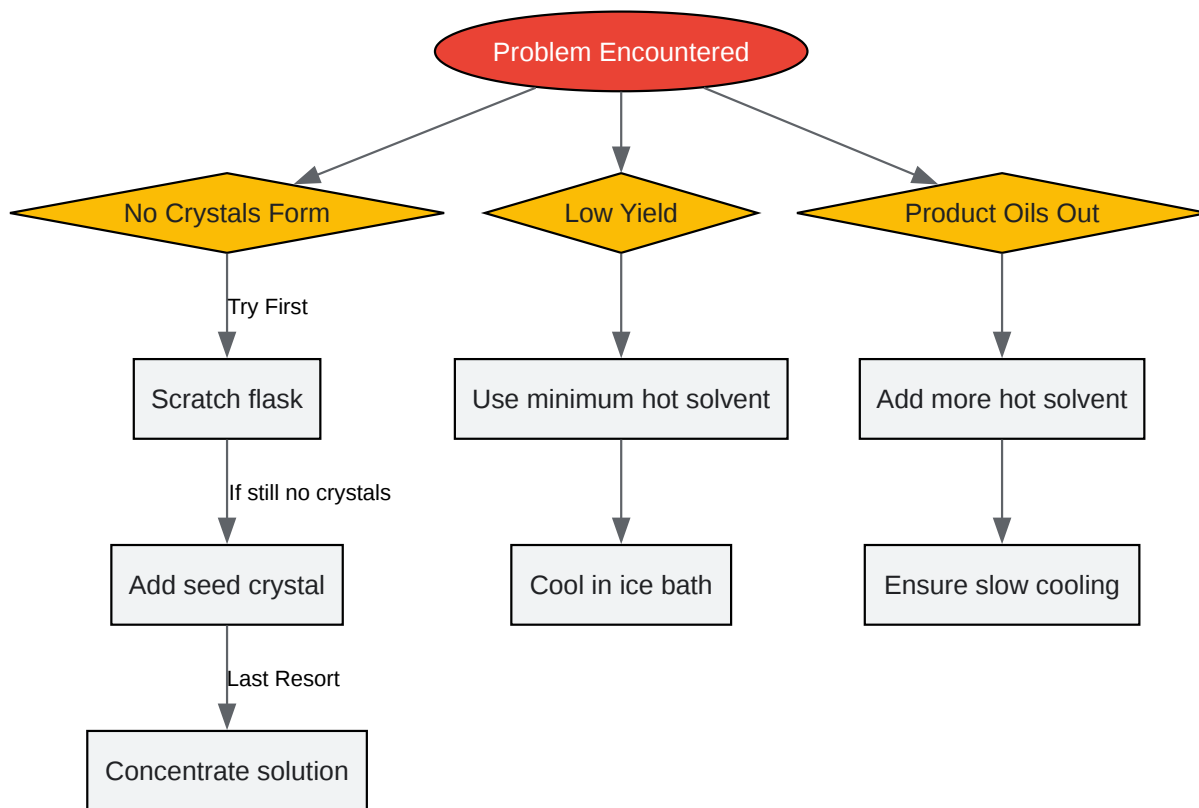 Problem Encountered
No Crystals Form
Low Yield
Product Oils Out
Try First
Scratch flask
Use minimum hot solvent
Add more hot solvent
If still no crystals
Add seed crystal
Cool in ice bath
Ensure slow cooling
Last Resort
Concentrate solution